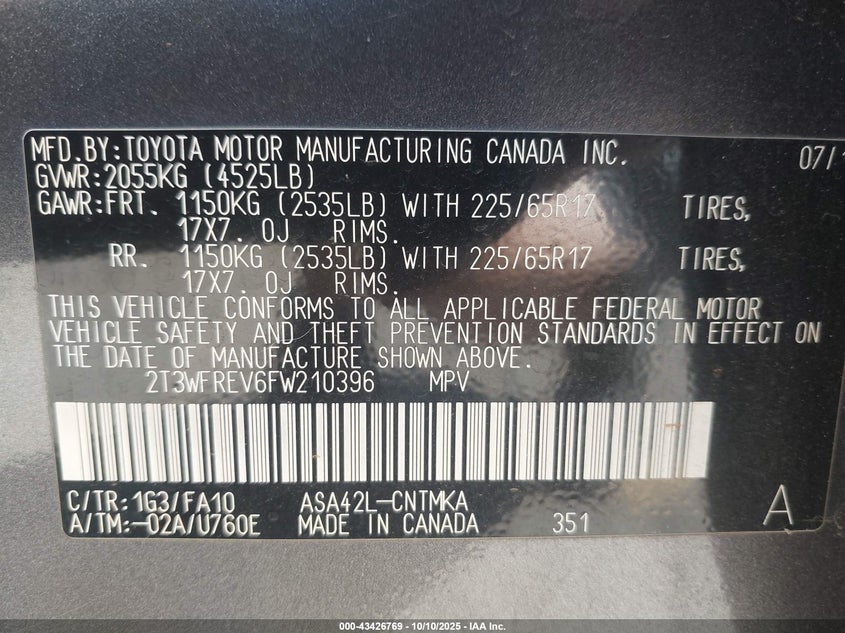 MFD.BY:TOYOTA MOTOR MANUFACTURING CANADA INC. 07/1
GVWR:2055KG (4525LB)
GAWR:FRT. 1150KG (2535LB) WITH 225/65R17 TIRES,
17X7. 0J RIMS.
RR. 1150KG (2535LB) WITH 225/65R17 TIRES,
17X7. 0J RIMS.
THIS VEHICLE CONFORMS TO ALL APPLICABLE FEDERAL MOTOR
VEHICLE SAFETY AND THEFT PREVENTION STANDARDS IN EFFECT ON
THE DATE OF MANUFACTURE SHOWN ABOVE.
2T3WFREV6FW210396 MPV
C/TR:1G3/FA10 ASA42L-CNTMKA
A/TM:-02A/U760E MADE IN CANADA 351 A
000-43426769 - 10/10/2025 - IAA Inc.